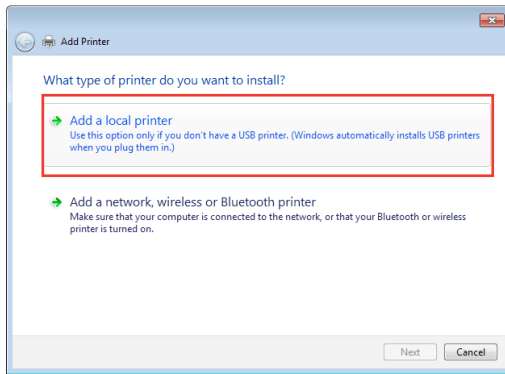 Add Printer
What type of printer do you want to install?
Add a local printer
Use this option only if you don't have a USB printer. (Windows automatically installs USB printers
when you plug them in.)
Add a network, wireless or Bluetooth printer
Make sure that your computer is connected to the network, or that your Bluetooth or wireless
printer is turned on.
Next Cancel